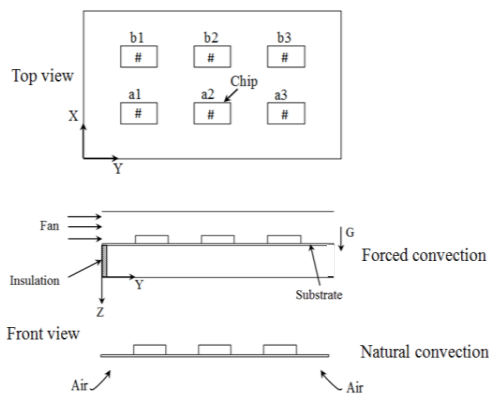 b1 b2 b3
# # #
Top view
Chip
a1 a2 a3
# # #
X
Y
Fan
G
Forced convection
Insulation
Y
Substrate
Z
Front view
Natural convection
Air Air